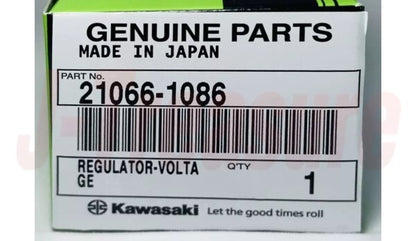 GENUINE PARTS
MADE IN JAPAN
PART No.
21066-1086
REGULATOR-VOLTA
GE
Q'TY
1
Kawasaki Let the good times roll